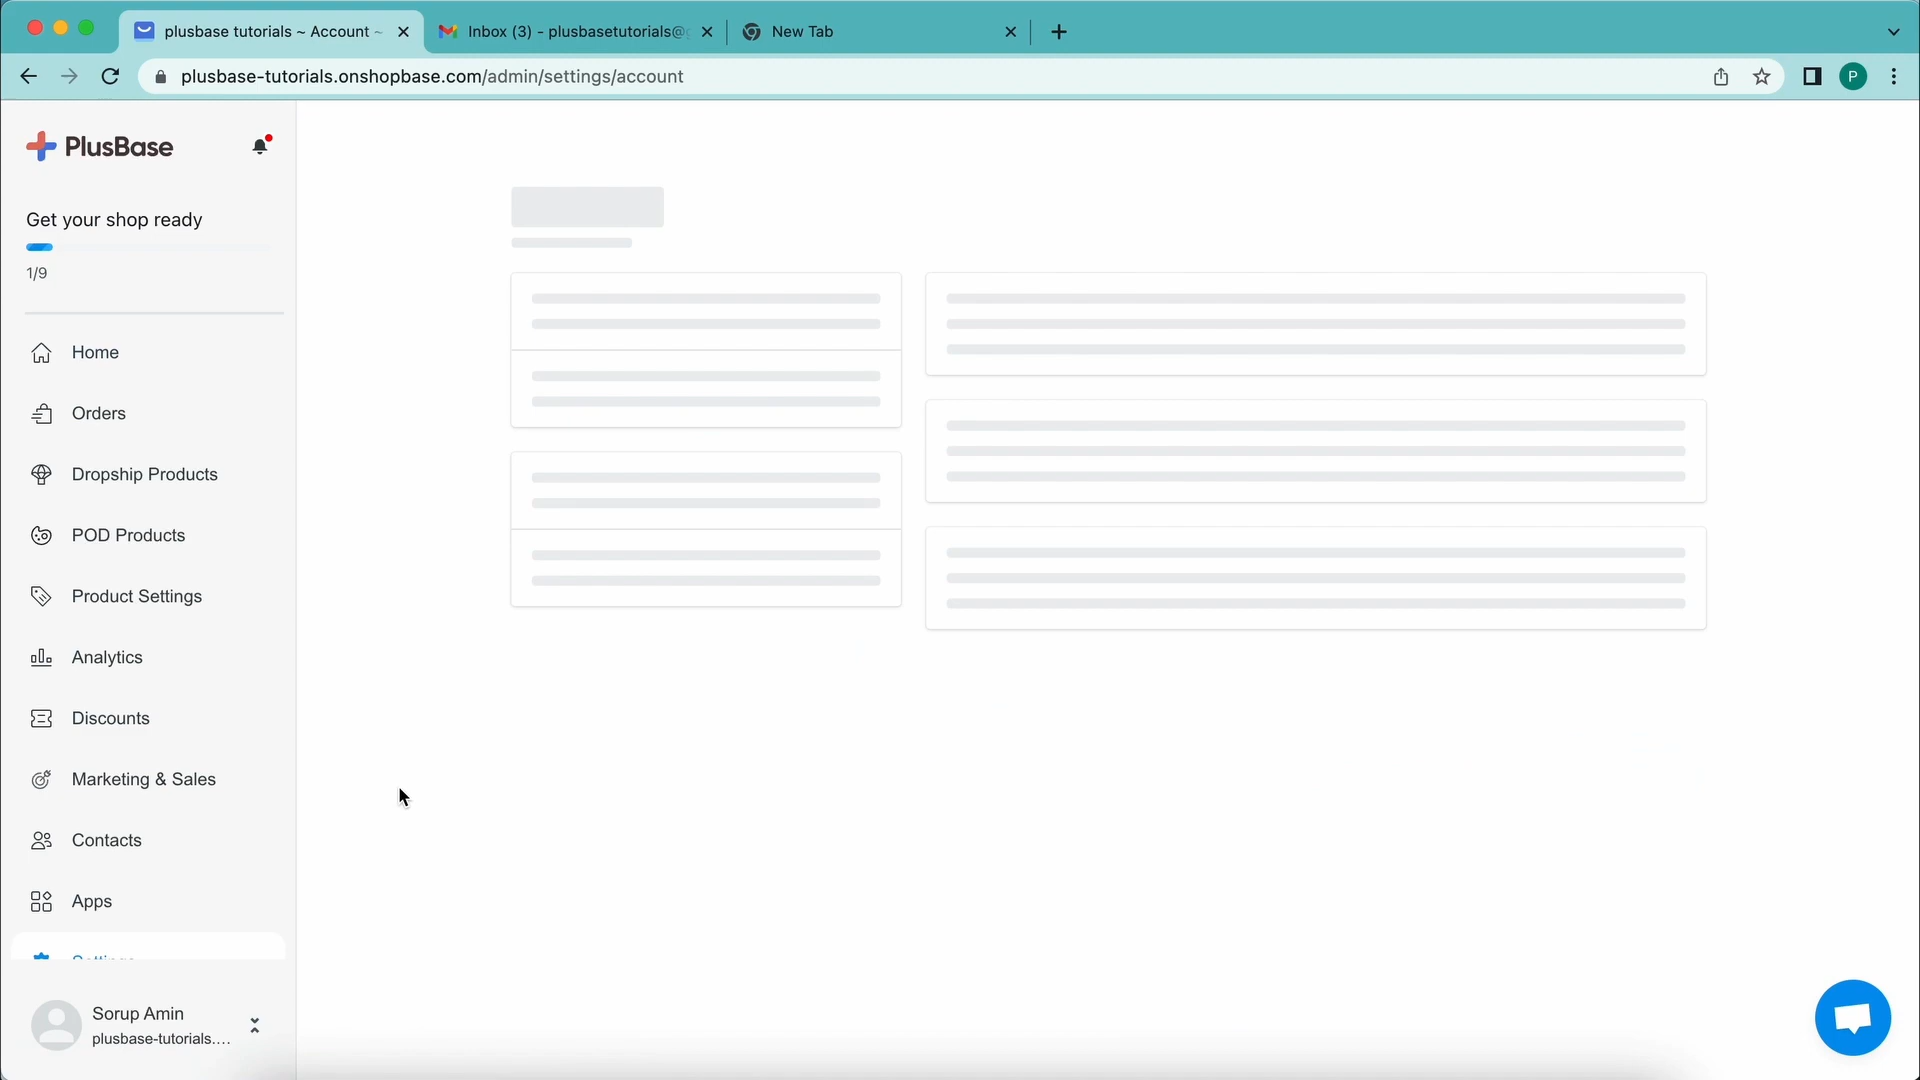 plusbase tutorials ~ Account ~
Inbox (3) - plusbasetutorials@
New Tab
plusbase-tutorials.onshopbase.com/admin/settings/account
P
PlusBase
Get your shop ready
1/9
Home
Orders
Dropship Products
POD Products
Product Settings
Analytics
Discounts
Marketing & Sales
Contacts
Apps
Settings
Sorup Amin
plusbase-tutorials....